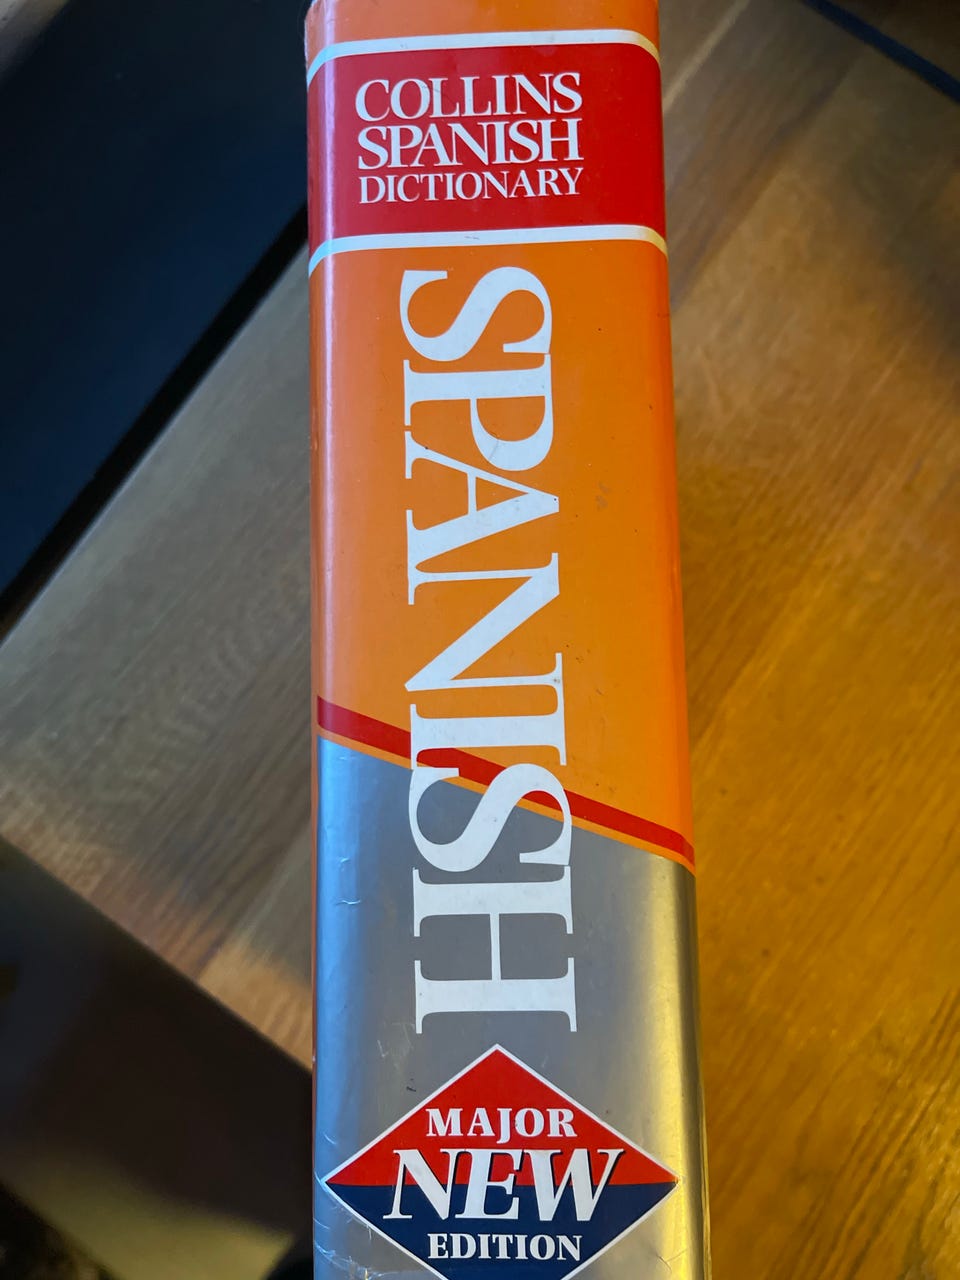 COLLINS
SPANISH
DICTIONARY
SPANISH
MAJOR
NEW
EDITION